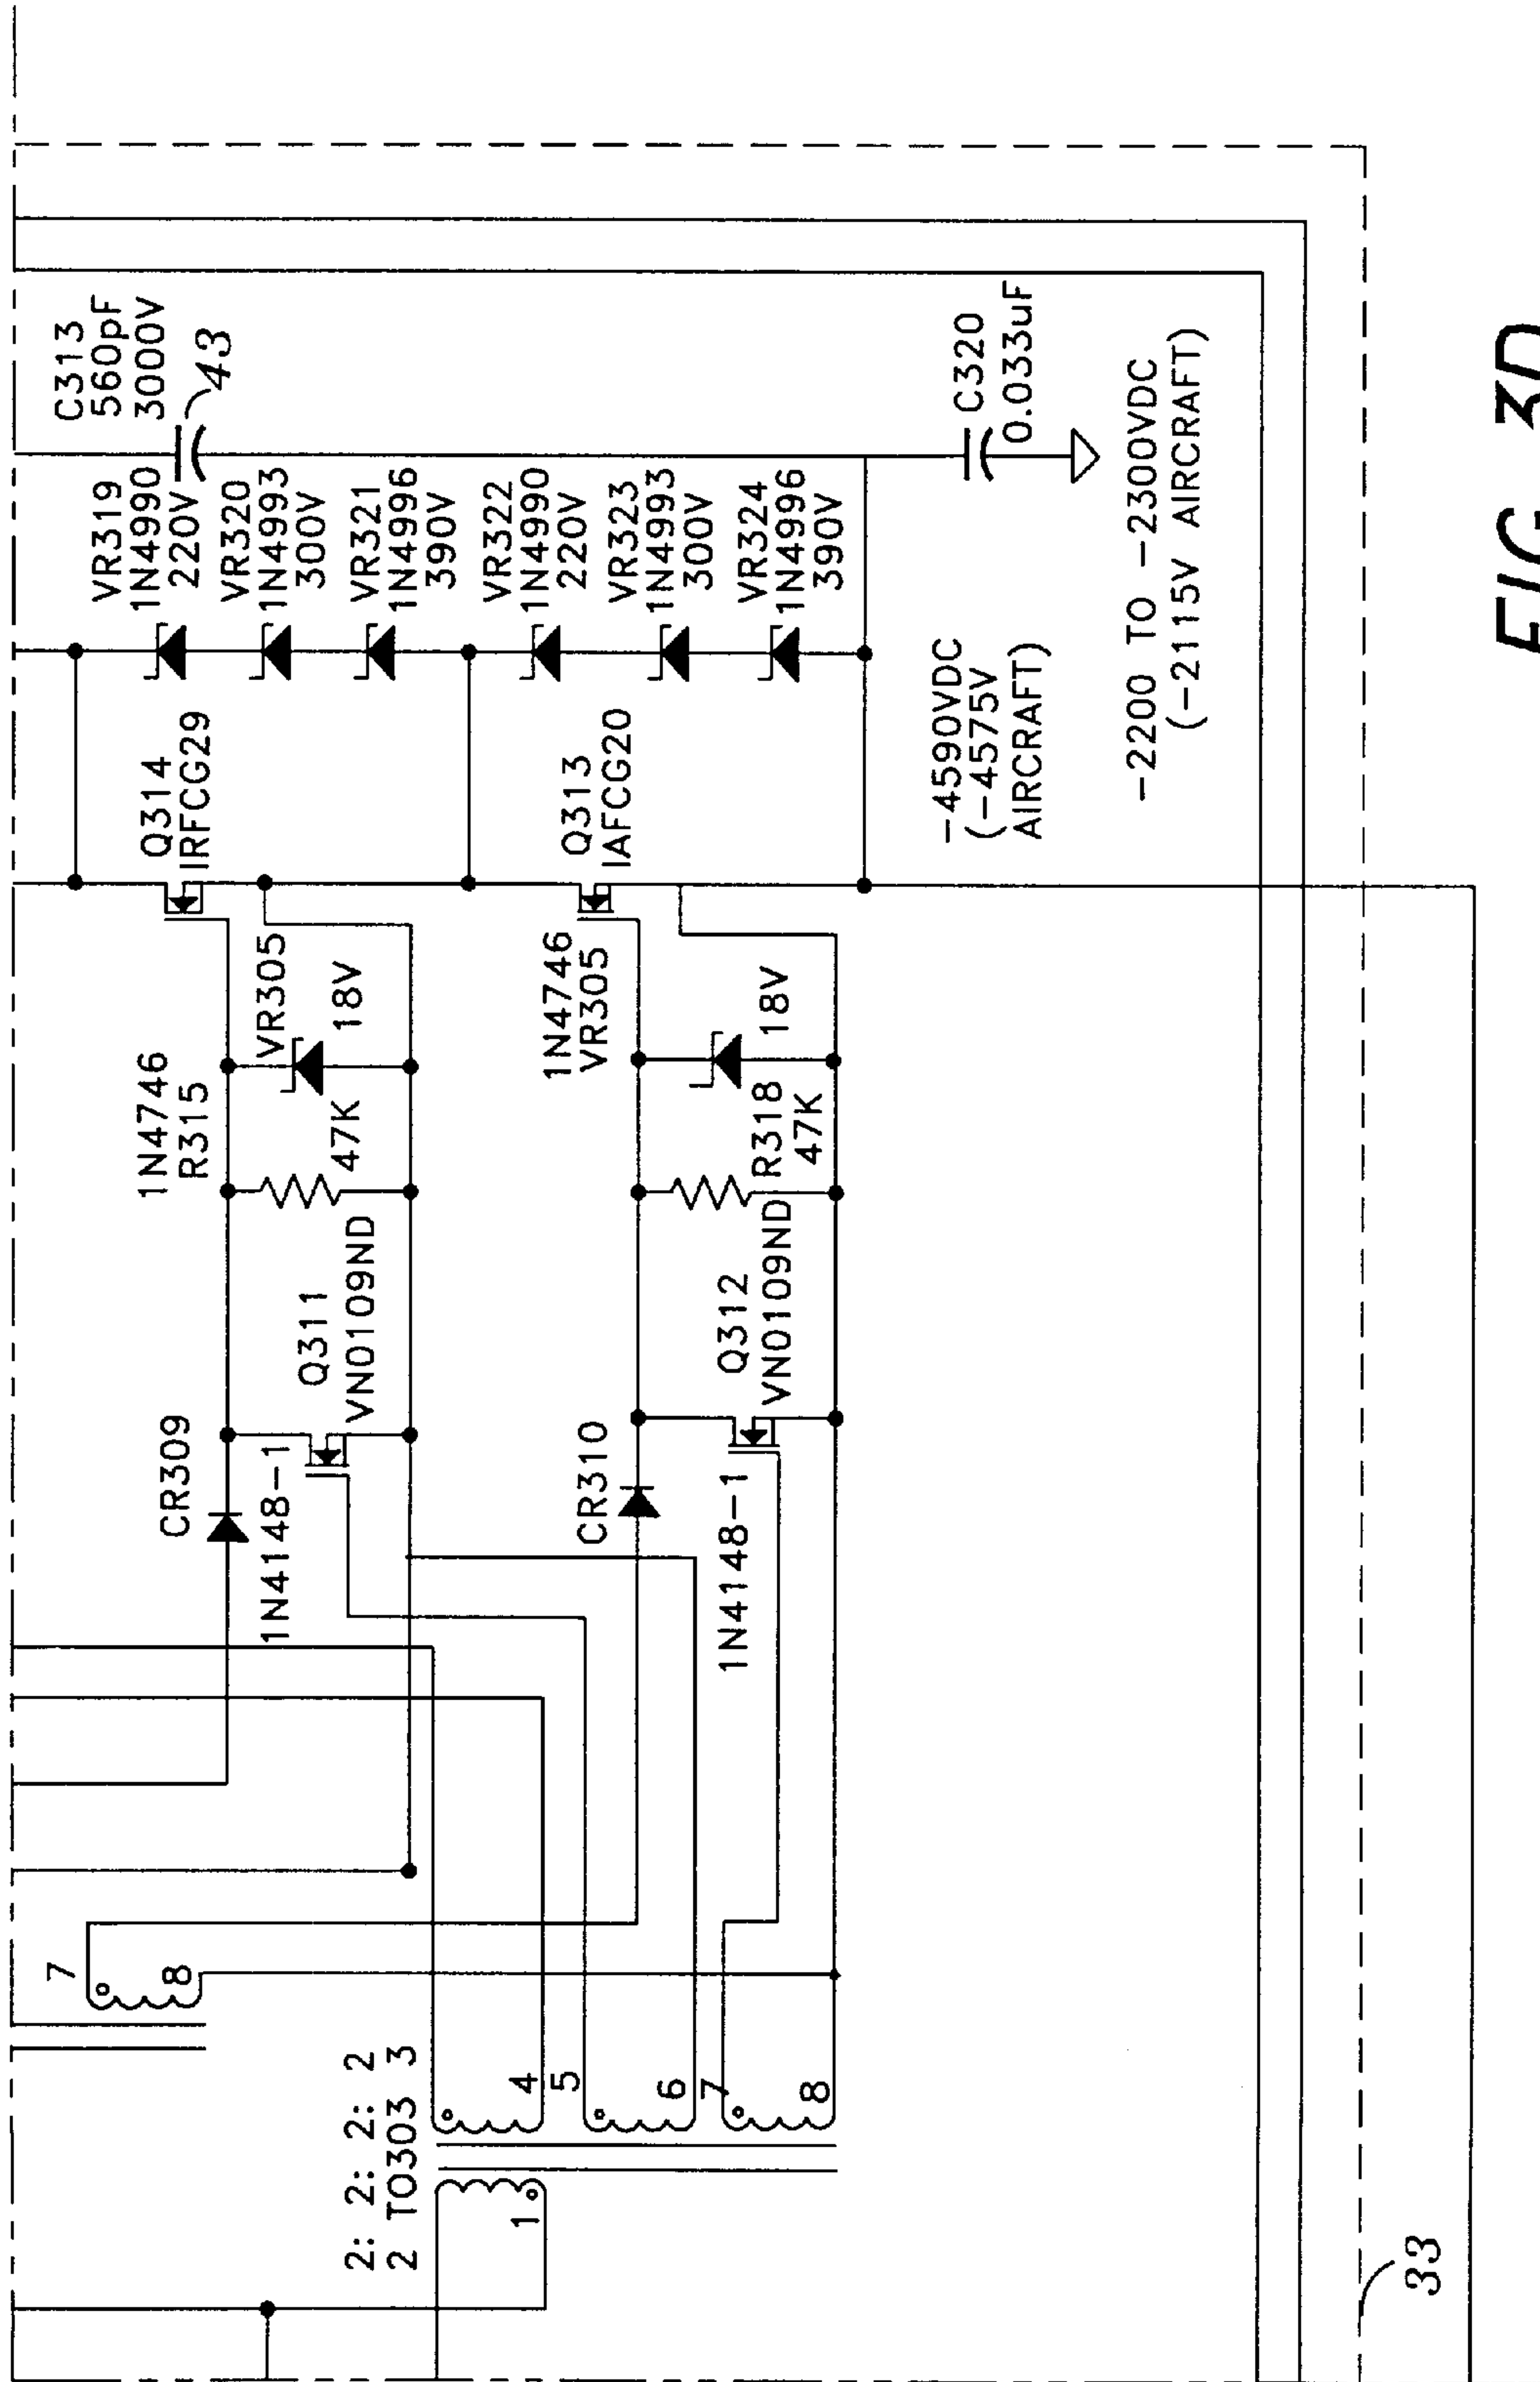 C313
560pF
3000V
43
VR319
1N4990
220V
VR320
1N4993
300V
VR321
1N4996
390V
VR322
1N4990
220V
VR323
1N4993
300V
VR324
1N4996
390V
C320
0.033uF
-2200 TO -2300VDC
(-2115V AIRCRAFT)
-4590VDC
(-4575V
AIRCRAFT)
Q314
IRFCG29
Q313
IAFCG20
VR305
18V
1N4746
R315
47K
1N4746
VR305
18V
R318
47K
Q311
VN0109ND
Q312
VN0109ND
CR309
1N4148-1
CR310
1N4148-1
7
8
2: 2: 2: 2
2 TO303 3
4
5
6
7
8
1
33
FIG 3D